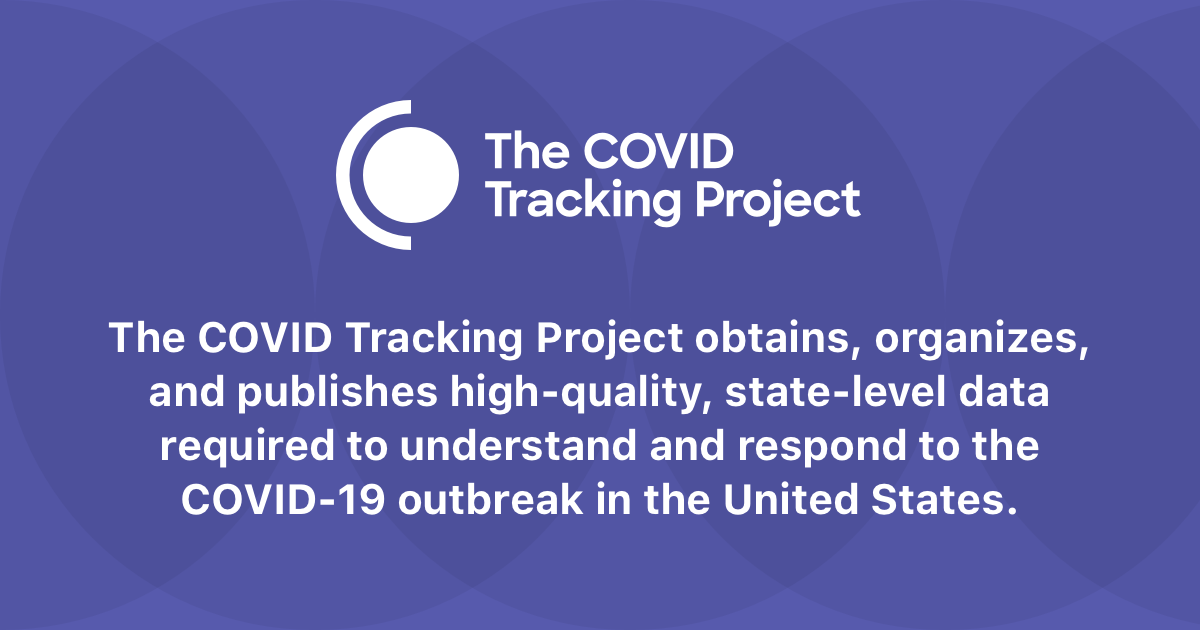 The COVID
Tracking Project
The COVID Tracking Project obtains, organizes,
and publishes high-quality, state-level data
required to understand and respond to the
COVID-19 outbreak in the United States.